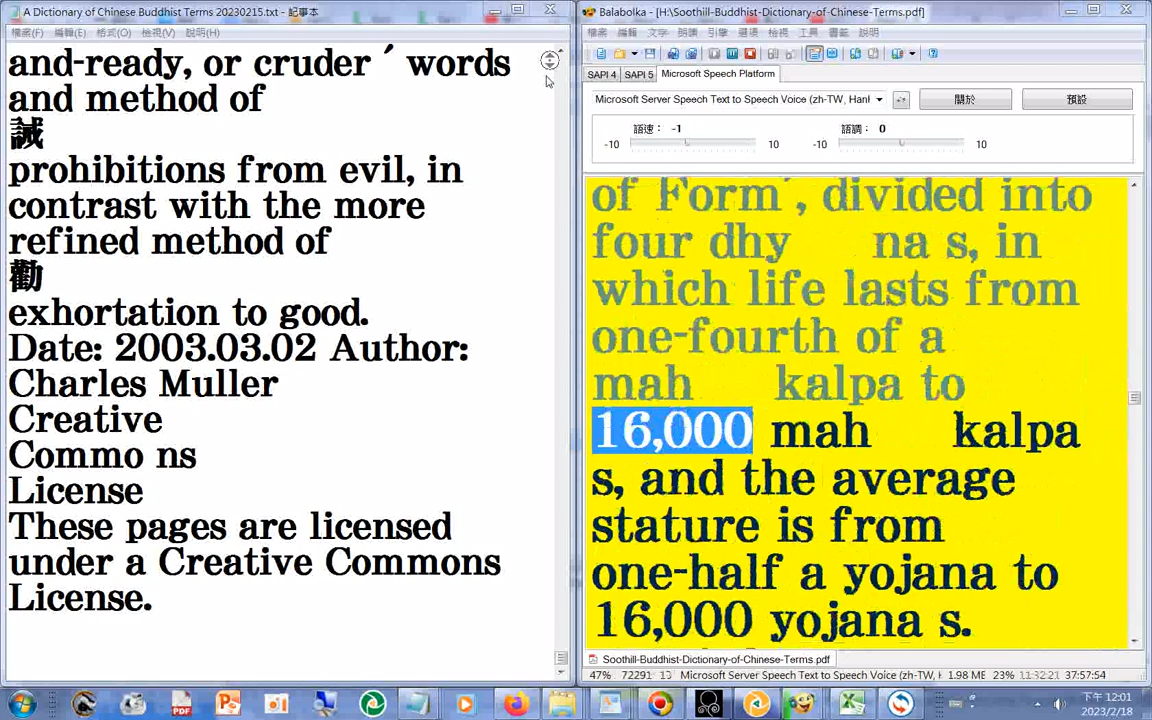 A Dictionary of Chinese Buddhist Terms 20230215.txt - 記事本
檔案(F) 編輯(E) 格式(O) 檢視(V) 說明(H)
and-ready, or cruder ˊ words
and method of
誡
prohibitions from evil, in
contrast with the more
refined method of
勸
exhortation to good.
Date: 2003.03.02 Author:
Charles Muller
Creative
Commo ns
License
These pages are licensed
under a Creative Commons
License.
Balabolka - [H:\Soothill-Buddhist-Dictionary-of-Chinese-Terms.pdf]
檔案 編輯 文字 朗讀 引擎 選項 檢視 工具 書籤 說明
SAPI 4 SAPI 5 Microsoft Speech Platform
Microsoft Server Speech Text to Speech Voice (zh-TW, Hanl
關於 預設
語速： -1 語調： 0
-10 10 -10 10
of Formˊ, divided into
four dhy na s, in
which life lasts from
one-fourth of a
mah kalpa to
16,000 mah kalpa
s, and the average
stature is from
one-half a yojana to
16,000 yojana s.
Soothill-Buddhist-Dictionary-of-Chinese-Terms.pdf
47% 72291 : 13 Microsoft Server Speech Text to Speech Voice (zh-TW, H 1.98 MB 23% 11:32:21 37:57:54
PDF
下午 12:01
2023/2/18